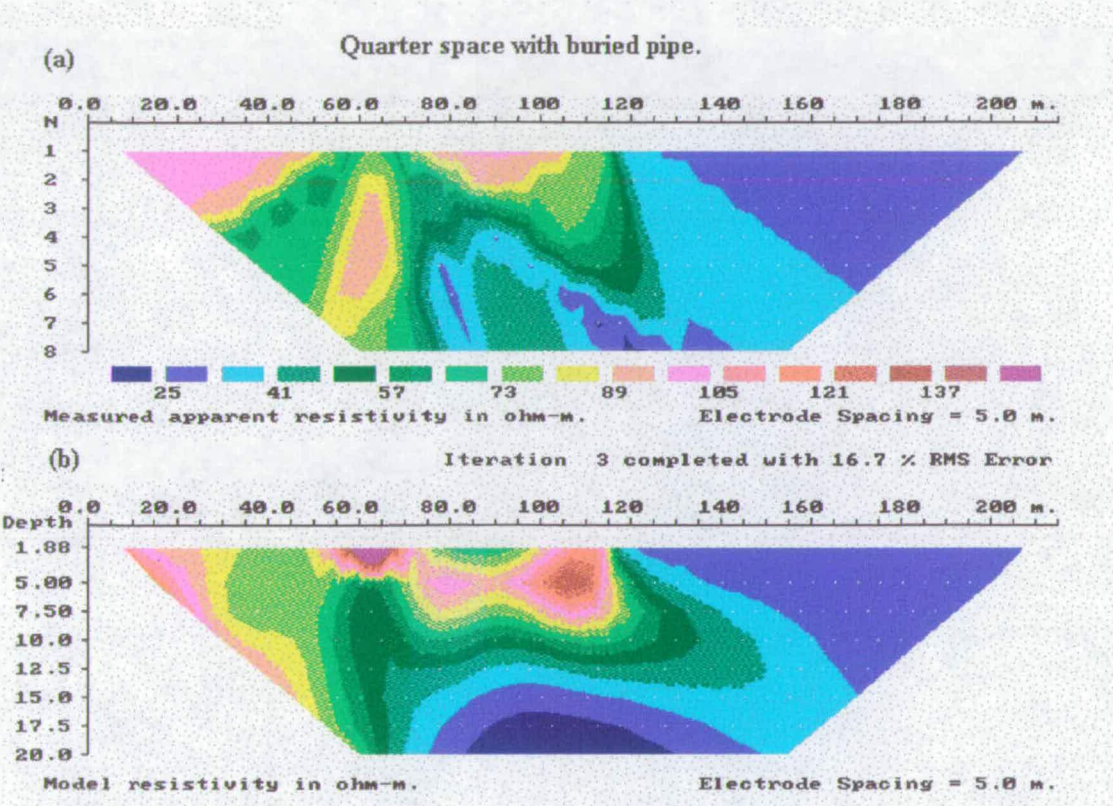 Quarter space with buried pipe.
(a)
0.0 20.0 40.0 60.0 80.0 100 120 140 160 180 200 m.
N
1
2
3
4
5
6
7
8
25 41 57 73 89 105 121 137
Measured apparent resistivity in ohm-m. Electrode Spacing = 5.0 m.
(b)
Iteration 3 completed with 16.7 % RMS Error
0.0 20.0 40.0 60.0 80.0 100 120 140 160 180 200 m.
Depth
1.88
5.00
7.50
10.0
12.5
15.0
17.5
20.0
Model resistivity in ohm-m. Electrode Spacing = 5.0 m.